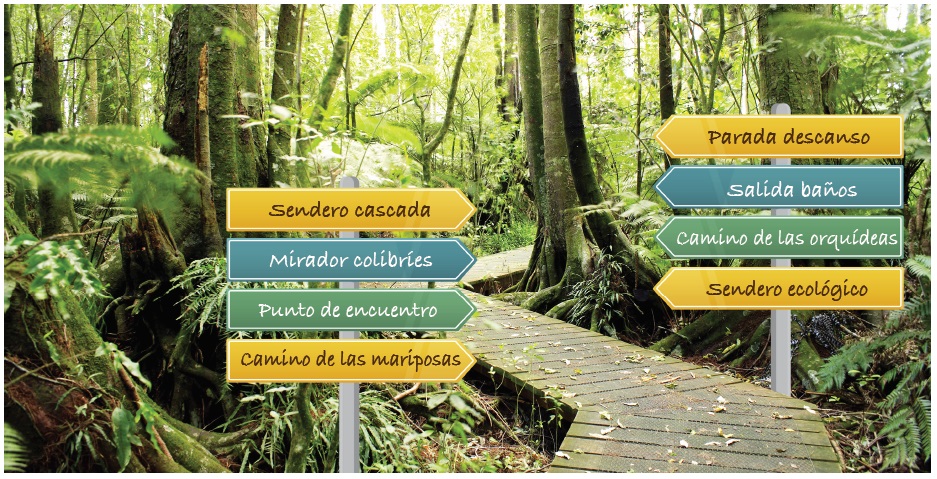 Sendero cascada
Mirador colibríes
Punto de encuentro
Camino de las mariposas
Parada descanso
Salida baños
Camino de las orquídeas
Sendero ecológico